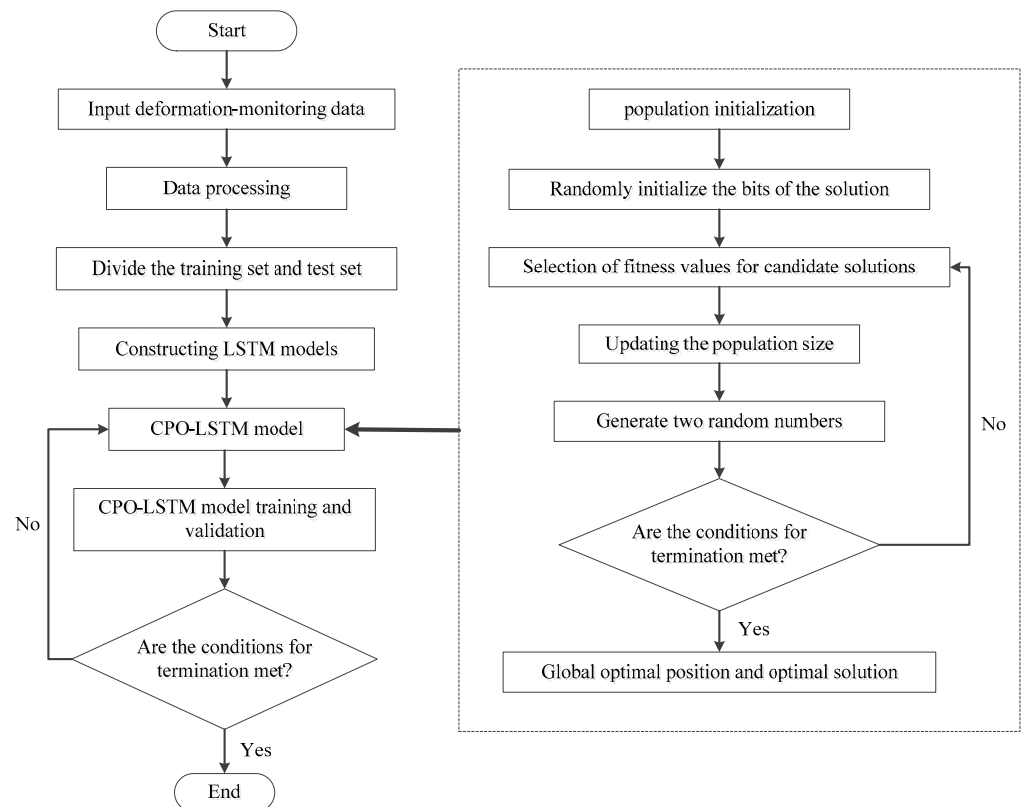 Start
Input deformation-monitoring data
Data processing
Divide the training set and test set
Constructing LSTM models
CPO-LSTM model
CPO-LSTM model training and
validation
No
Are the conditions for
termination met?
Yes
End
population initialization
Randomly initialize the bits of the solution
Selection of fitness values for candidate solutions
Updating the population size
Generate two random numbers
No
Are the conditions for
termination met?
Yes
Global optimal position and optimal solution